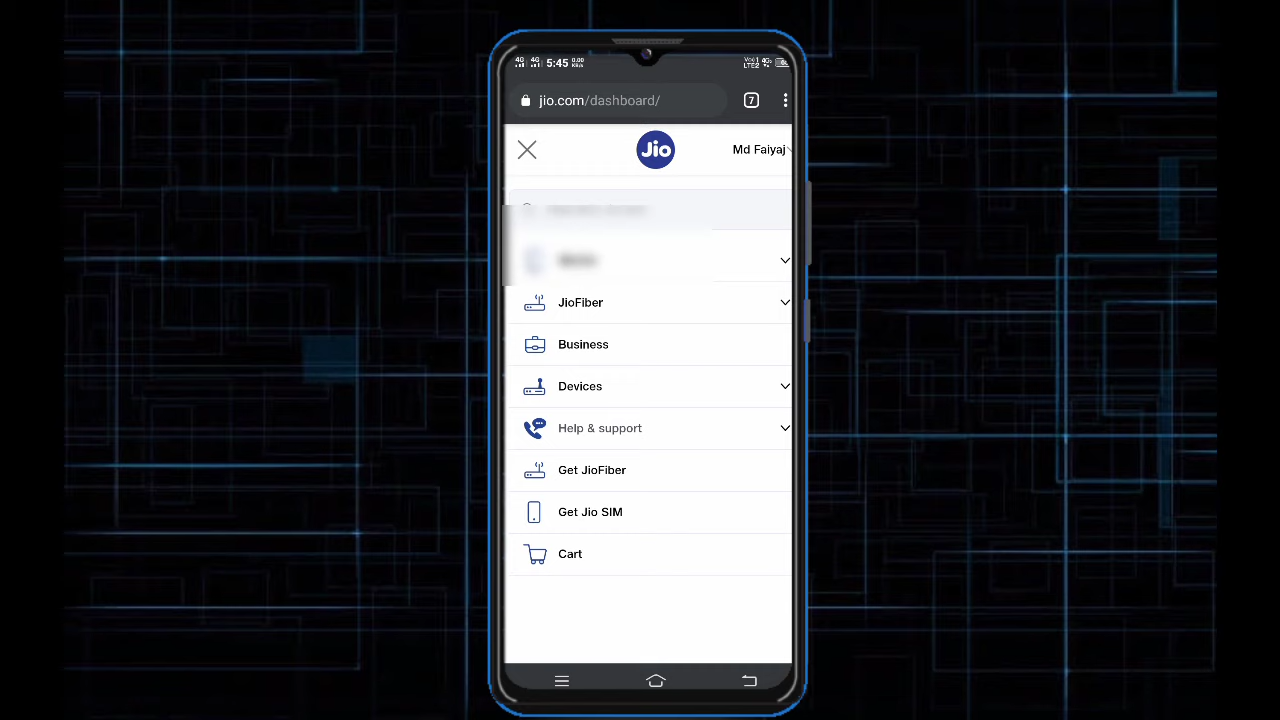 5:45
jio.com/dashboard/
7
Jio
Md Faiyaj
JioFiber
Business
Devices
Help & support
Get JioFiber
Get Jio SIM
Cart